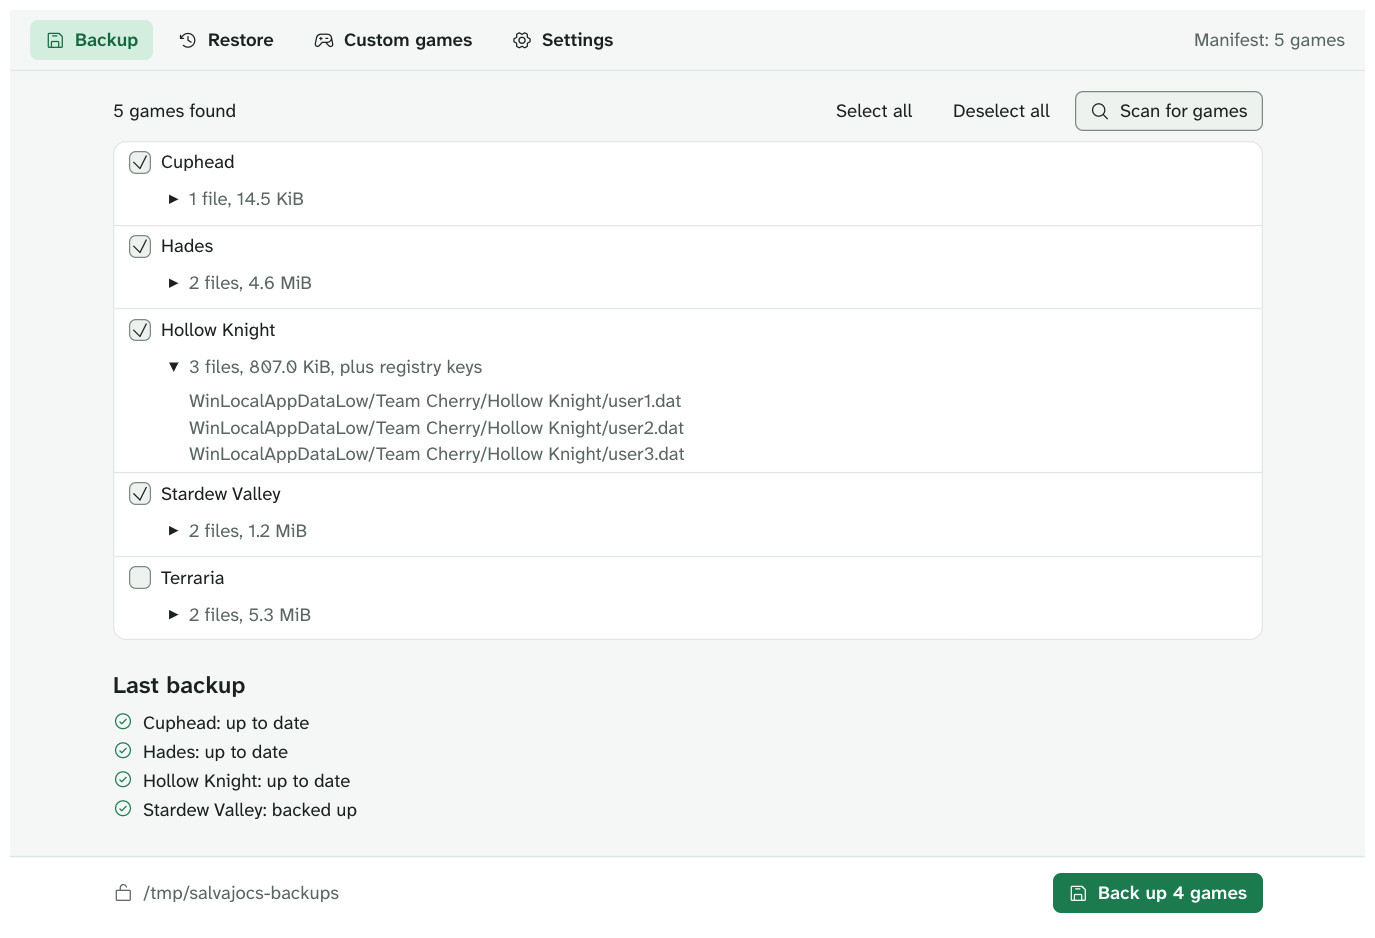 Backup Restore Custom games Settings Manifest: 5 games
5 games found Select all Deselect all Scan for games
Cuphead
1 file, 14.5 KiB
Hades
2 files, 4.6 MiB
Hollow Knight
3 files, 807.0 KiB, plus registry keys
WinLocalAppDataLow/Team Cherry/Hollow Knight/user1.dat
WinLocalAppDataLow/Team Cherry/Hollow Knight/user2.dat
WinLocalAppDataLow/Team Cherry/Hollow Knight/user3.dat
Stardew Valley
2 files, 1.2 MiB
Terraria
2 files, 5.3 MiB
Last backup
Cuphead: up to date
Hades: up to date
Hollow Knight: up to date
Stardew Valley: backed up
/tmp/salvajocs-backups Back up 4 games